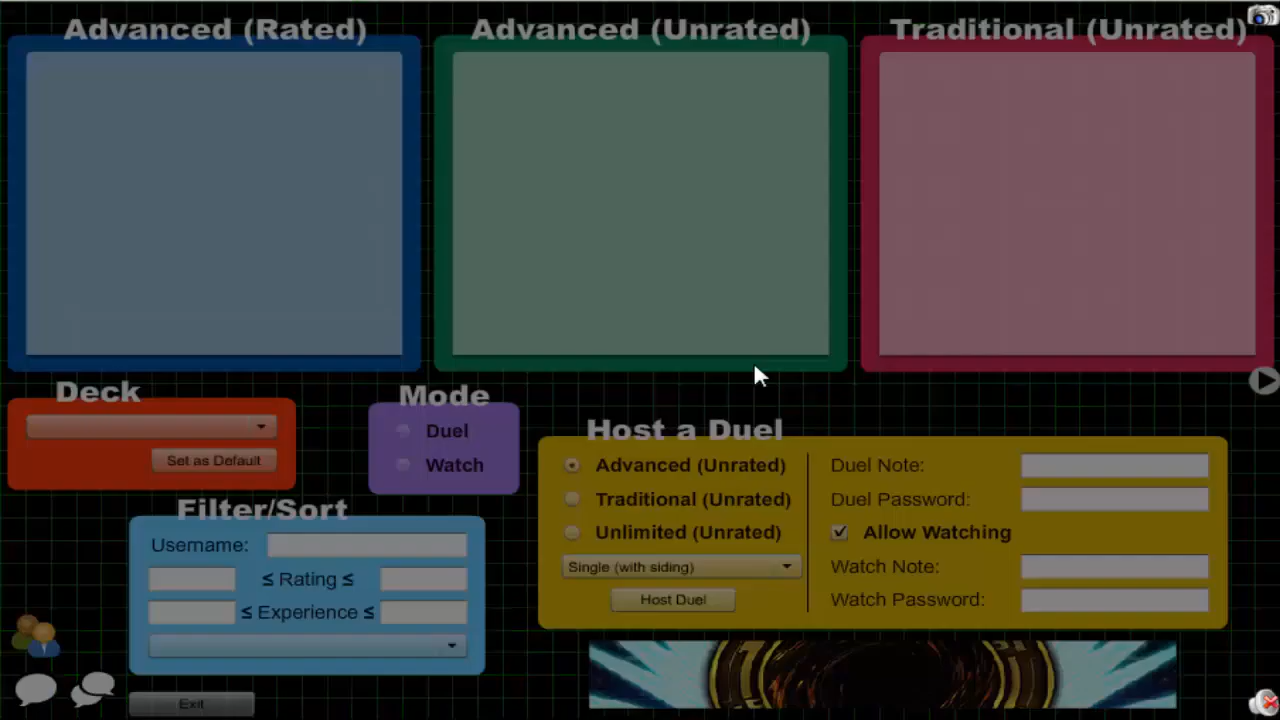 Advanced (Rated)
Advanced (Unrated)
Traditional (Unrated)
Deck
Set as Default
Mode
Duel
Watch
Filter/Sort
Username:
≤ Rating ≤
≤ Experience ≤
Exit
Host a Duel
Advanced (Unrated)
Traditional (Unrated)
Unlimited (Unrated)
Single (with siding)
Host Duel
Duel Note:
Duel Password:
Allow Watching
Watch Note:
Watch Password: